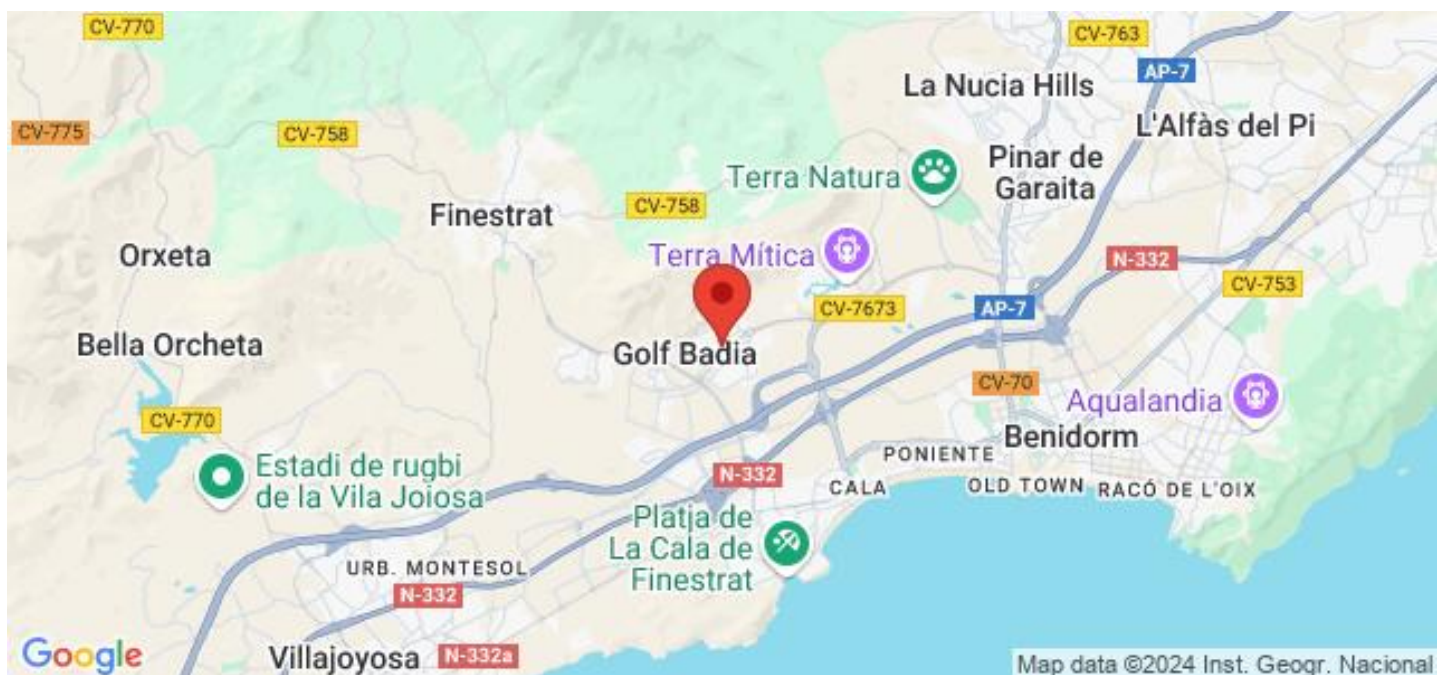 CV-770
CV-763
AP-7
La Nucia Hills
CV-775
CV-758
L'Alfàs del Pi
Terra Natura
Pinar de
Garaita
Finestrat
CV-758
Orxeta
Terra Mítica
N-332
CV-7673
AP-7
CV-753
Bella Orcheta
Golf Badia
CV-70
Aqualandia
CV-770
Benidorm
PONIENTE
Estadi de rugbi
de la Vila Joiosa
N-332
CALA
OLD TOWN
RACÓ DE L'OIX
Platja de
La Cala de
Finestrat
URB. MONTESOL
N-332
Google
Villajoyosa
N-332a
Map data ©2024 Inst. Geogr. Nacional